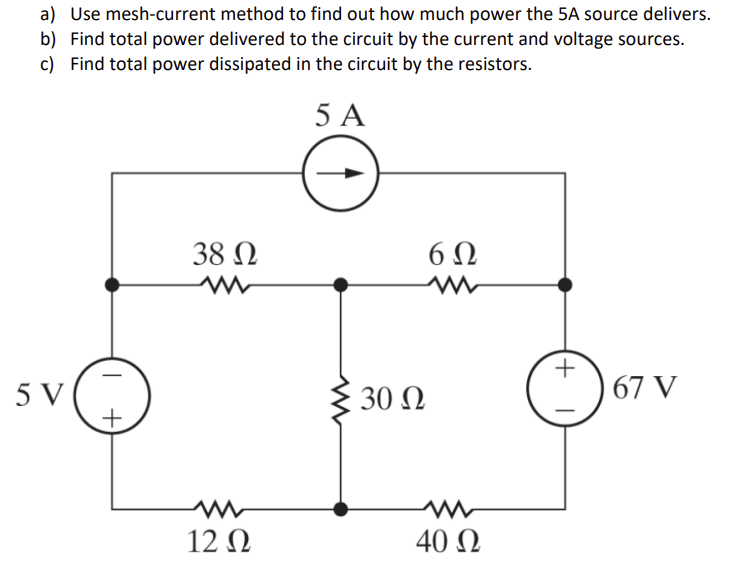 a) Use mesh-current method to find out how much power the 5A source delivers.
b) Find total power delivered to the circuit by the current and voltage sources.
c) Find total power dissipated in the circuit by the resistors.
5 A
38 Ω
6 Ω
5 V
−
+
30 Ω
+
−
67 V
12 Ω
40 Ω